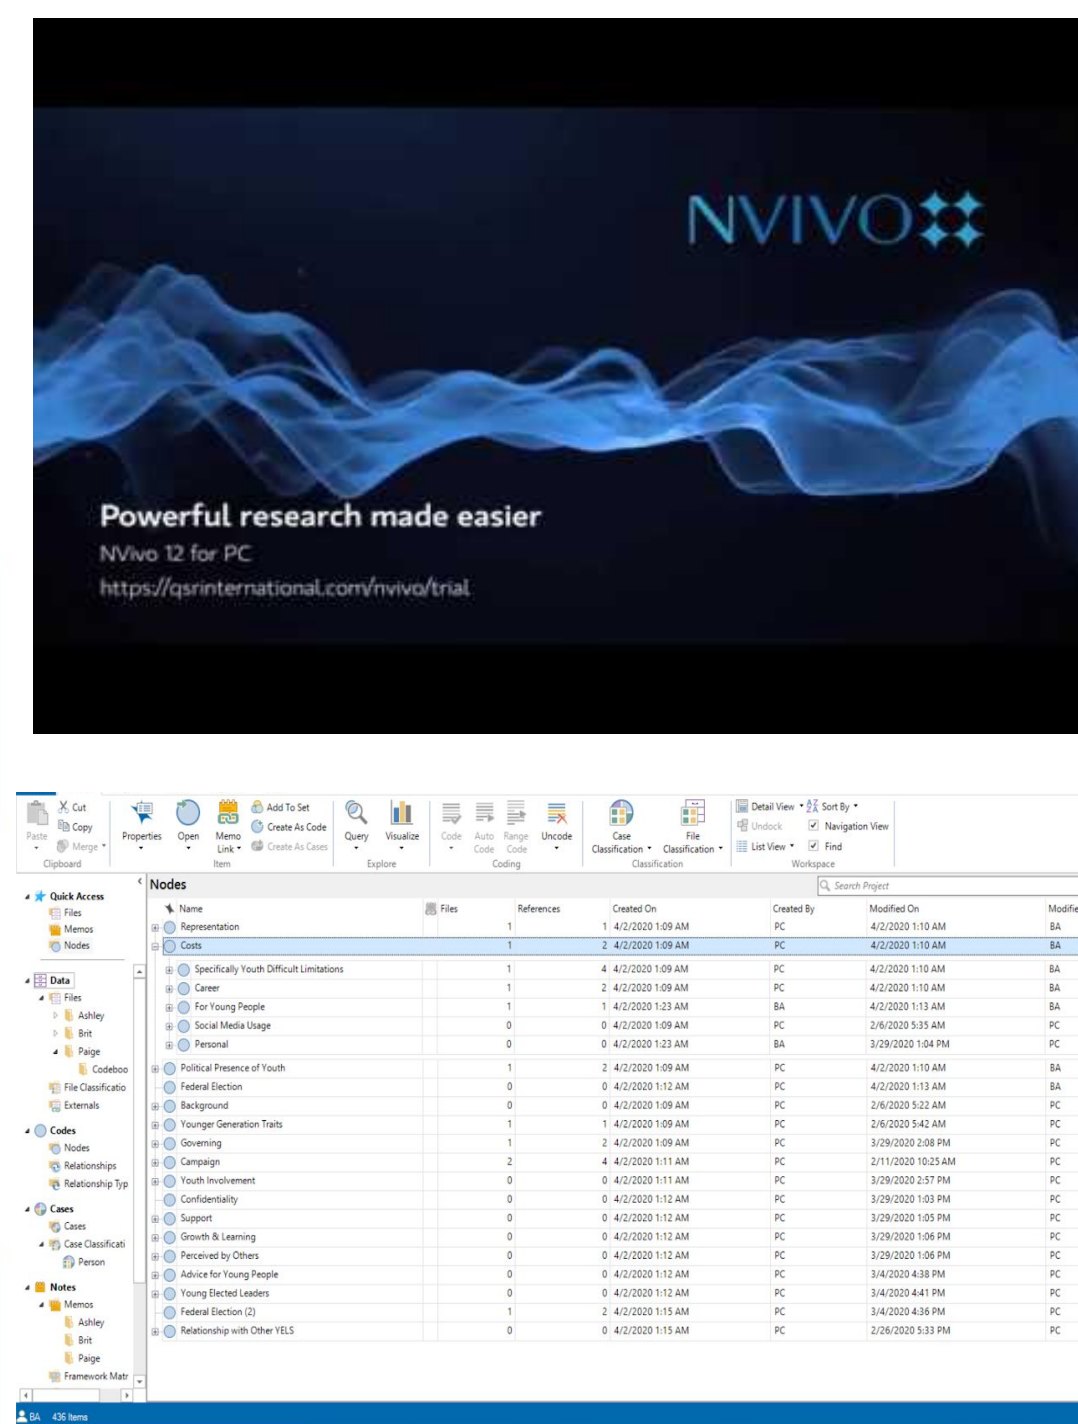 NVIVO
Powerful research made easier
NVivo 12 for PC
https://qsrinternational.com/nvivo/trial
Paste Cut Copy Merge Clipboard
Properties Open Memo Link Add To Set Create As Code Create As Cases Item
Query Visualize Explore
Code Auto Code Range Code Uncode Coding
Case Classification File Classification Classification
Detail View Sort By Undock Navigation View List View Find Workspace
Quick Access
Files
Memos
Nodes
Data
Files
Ashley
Brit
Paige
Codeboo
File Classificatio
Externals
Codes
Nodes
Relationships
Relationship Typ
Cases
Cases
Case Classificati
Person
Notes
Memos
Ashley
Brit
Paige
Framework Matr
Nodes Search Project
Name Files References Created On Created By Modified On Modifie
Representation 1 1 4/2/2020 1:09 AM PC 4/2/2020 1:10 AM BA
Costs 1 2 4/2/2020 1:09 AM PC 4/2/2020 1:10 AM BA
Specifically Youth Difficult Limitations 1 4 4/2/2020 1:09 AM PC 4/2/2020 1:10 AM BA
Career 1 2 4/2/2020 1:09 AM PC 4/2/2020 1:10 AM BA
For Young People 1 1 4/2/2020 1:23 AM BA 4/2/2020 1:13 AM BA
Social Media Usage 0 0 4/2/2020 1:09 AM PC 2/6/2020 5:35 AM PC
Personal 0 0 4/2/2020 1:23 AM BA 3/29/2020 1:04 PM PC
Political Presence of Youth 1 2 4/2/2020 1:09 AM PC 4/2/2020 1:10 AM BA
Federal Election 0 0 4/2/2020 1:12 AM PC 4/2/2020 1:13 AM BA
Background 0 0 4/2/2020 1:09 AM PC 2/6/2020 5:22 AM PC
Younger Generation Traits 1 1 4/2/2020 1:09 AM PC 2/6/2020 5:42 AM PC
Governing 1 2 4/2/2020 1:09 AM PC 3/29/2020 2:08 PM PC
Campaign 2 4 4/2/2020 1:11 AM PC 2/11/2020 10:25 AM PC
Youth Involvement 0 0 4/2/2020 1:11 AM PC 3/29/2020 2:57 PM PC
Confidentiality 0 0 4/2/2020 1:12 AM PC 3/29/2020 1:03 PM PC
Support 0 0 4/2/2020 1:12 AM PC 3/29/2020 1:05 PM PC
Growth & Learning 0 0 4/2/2020 1:12 AM PC 3/29/2020 1:06 PM PC
Perceived by Others 0 0 4/2/2020 1:12 AM PC 3/29/2020 1:06 PM PC
Advice for Young People 0 0 4/2/2020 1:12 AM PC 3/4/2020 4:38 PM PC
Young Elected Leaders 0 0 4/2/2020 1:12 AM PC 3/4/2020 4:41 PM PC
Federal Election (2) 1 2 4/2/2020 1:15 AM PC 3/4/2020 4:36 PM PC
Relationship with Other YELS 0 0 4/2/2020 1:15 AM PC 2/26/2020 5:33 PM PC
BA 436 Items